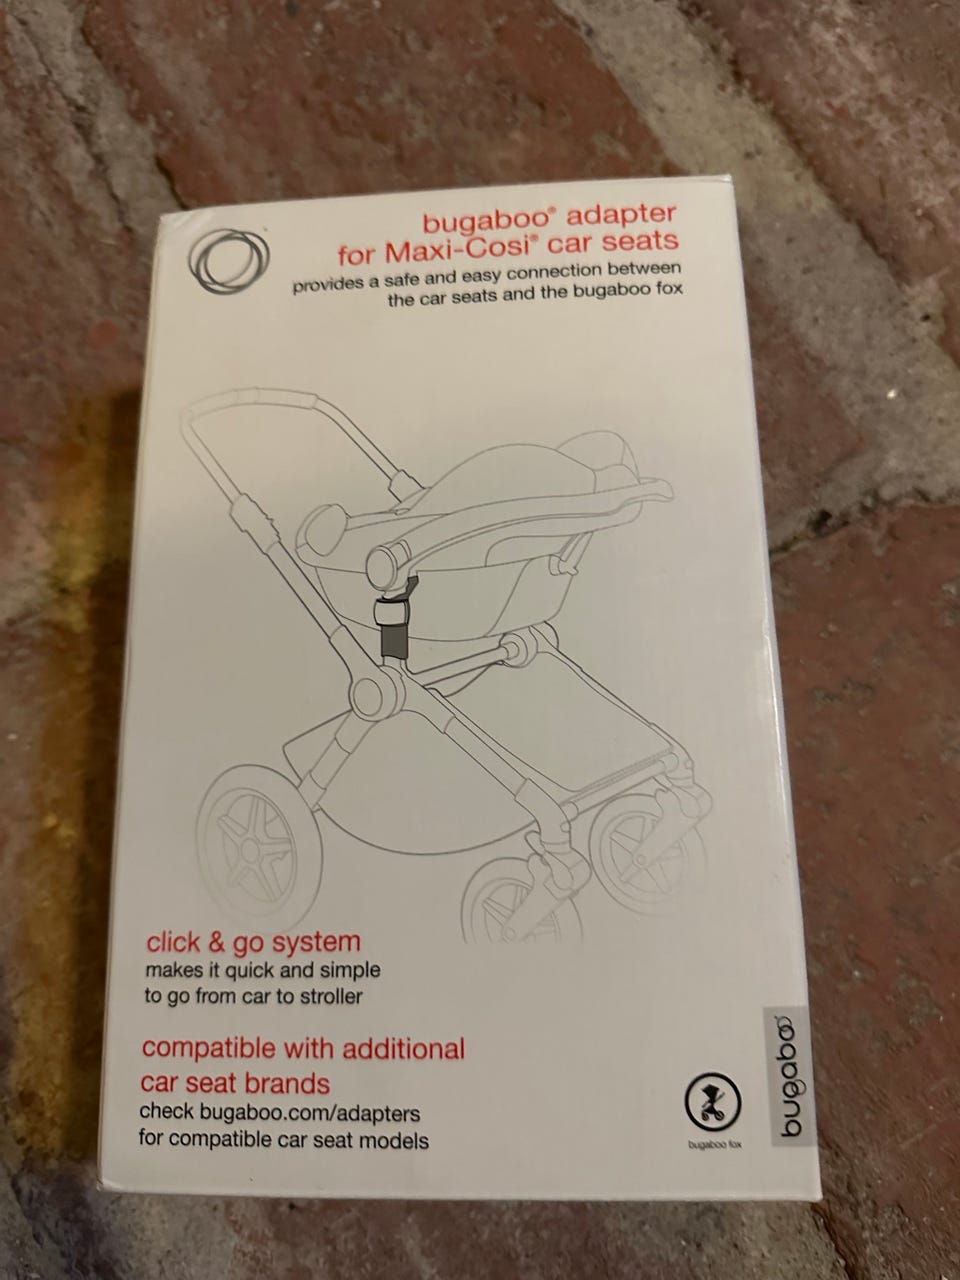 bugaboo® adapter
for Maxi-Cosi® car seats
provides a safe and easy connection between
the car seats and the bugaboo fox
click & go system
makes it quick and simple
to go from car to stroller
compatible with additional
car seat brands
check bugaboo.com/adapters
for compatible car seat models
bugaboo fox
bugaboo